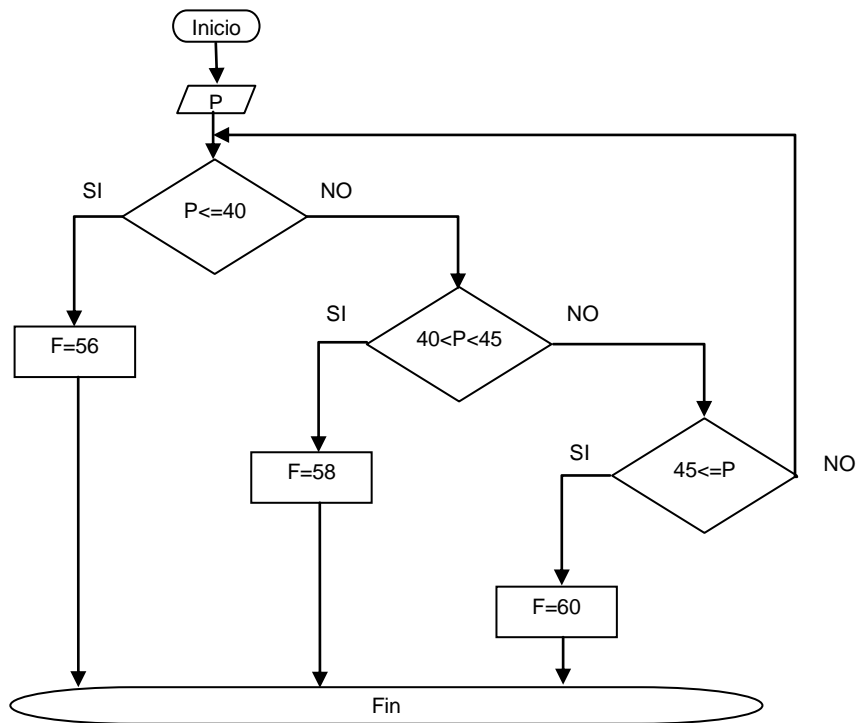 Inicio
P
SI
NO
P<=40
SI
NO
F=56
40<P<45
SI
NO
F=58
45<=P
F=60
Fin